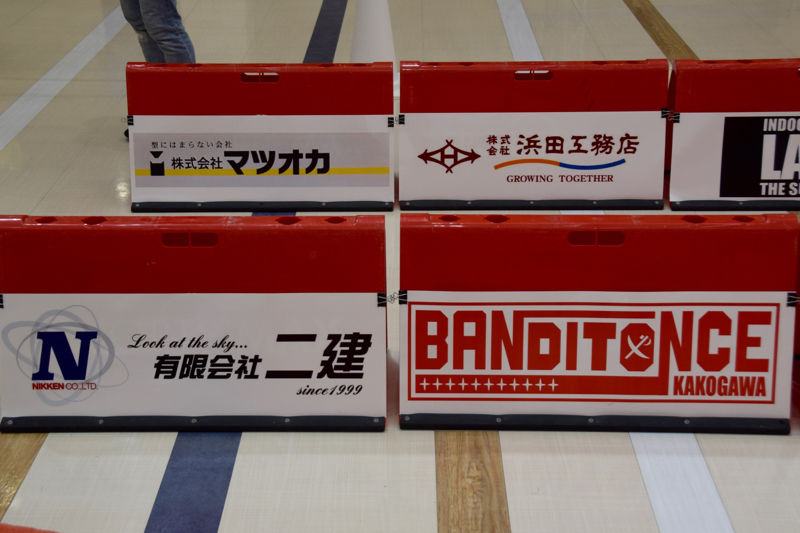 型にはまらない会社
株式会社 マツオカ
株式会社 浜田工務店
GROWING TOGETHER
INDOO
LA
THE S
Look at the sky...
N
NIKKEN CO.,LTD.
有限会社 二建
since1999
BANDITONCE
KAKOGAWA